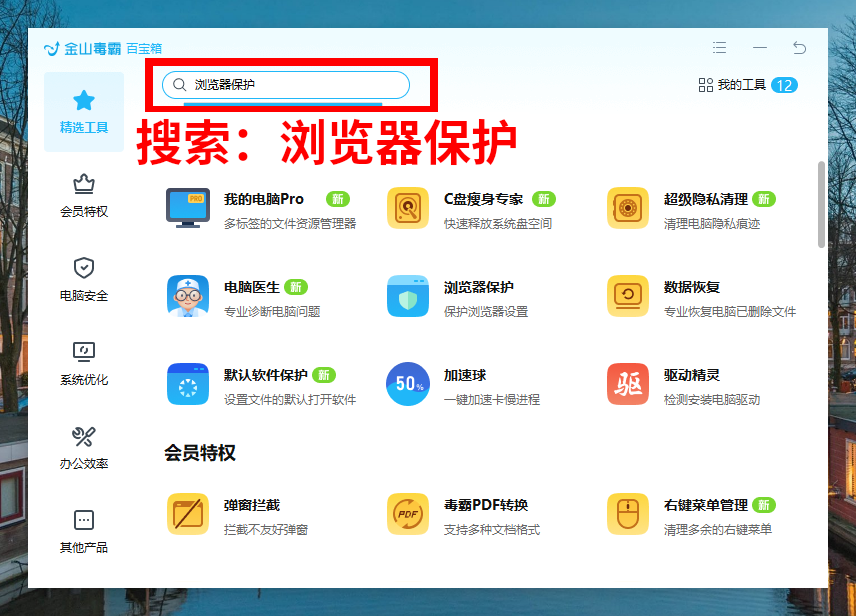 金山毒霸 百宝箱
浏览器保护
我的工具 12
搜索：浏览器保护
精选工具
会员特权
电脑安全
系统优化
办公效率
其他产品
PRO
我的电脑Pro 新
多标签的文件资源管理器
C盘瘦身专家 新
快速释放系统盘空间
超级隐私清理 新
清理电脑隐私痕迹
电脑医生 新
专业诊断电脑问题
浏览器保护
保护浏览器设置
数据恢复
专业恢复电脑已删除文件
默认软件保护 新
设置文件的默认打开软件
50%
加速球
一键加速卡慢进程
驱
驱动精灵
检测安装电脑驱动
会员特权
弹窗拦截
拦截不友好弹窗
PDF
毒霸PDF转换
支持多种文档格式
右键菜单管理 新
清理多余的右键菜单